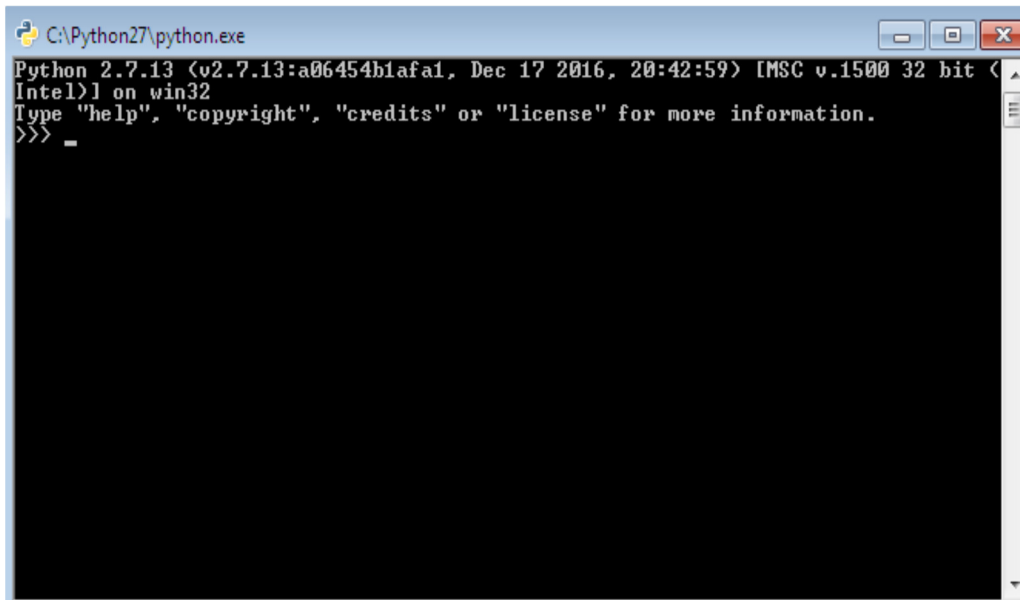 C:\Python27\python.exe
Python 2.7.13 (v2.7.13:a06454b1afa1, Dec 17 2016, 20:42:59) [MSC v.1500 32 bit (
Intel)] on win32
Type "help", "copyright", "credits" or "license" for more information.
>>> _